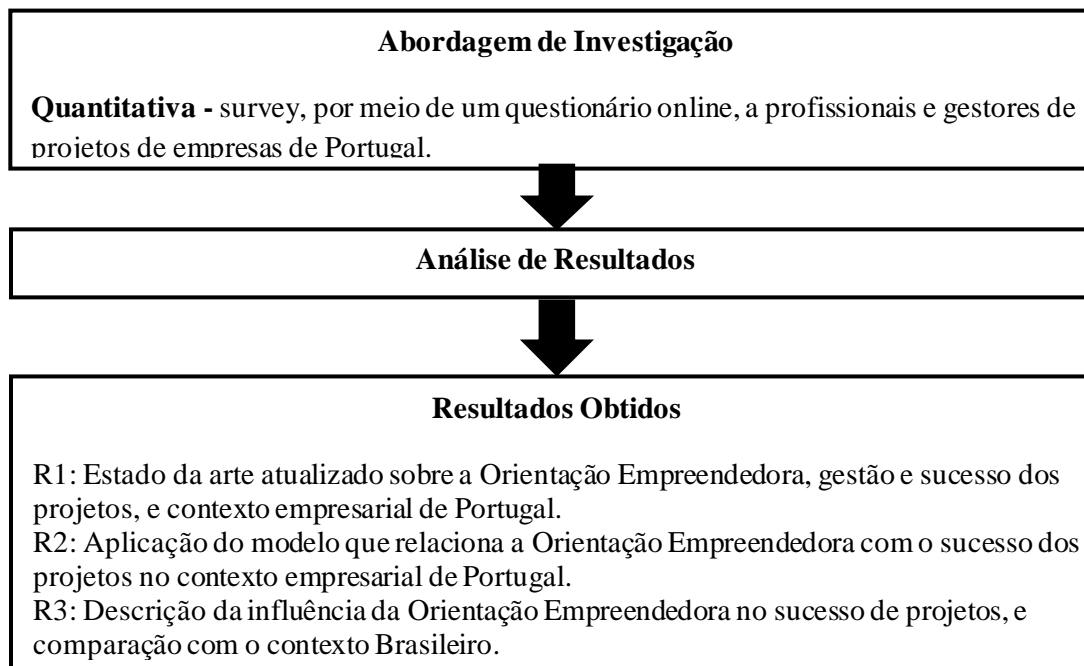 Abordagem de Investigação
Quantitativa - survey, por meio de um questionário online, a profissionais e gestores de
projetos de empresas de Portugal.
Análise de Resultados
Resultados Obtidos
R1: Estado da arte atualizado sobre a Orientação Empreendedora, gestão e sucesso dos
projetos, e contexto empresarial de Portugal.
R2: Aplicação do modelo que relaciona a Orientação Empreendedora com o sucesso dos
projetos no contexto empresarial de Portugal.
R3: Descrição da influência da Orientação Empreendedora no sucesso de projetos, e
comparação com o contexto Brasileiro.